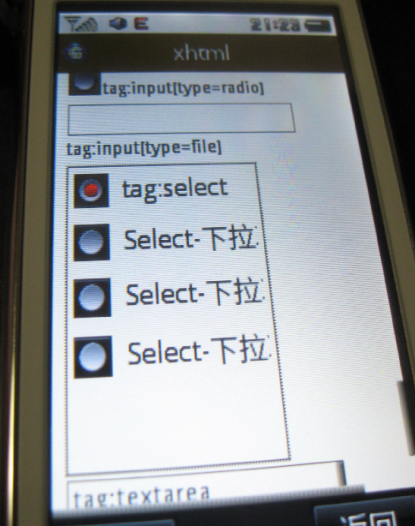 E 21:23
xhtml
tag:input[type=radio]
tag:input[type=file]
tag:select
Select-下拉
Select-下拉
Select-下拉
tag:textarea
返回